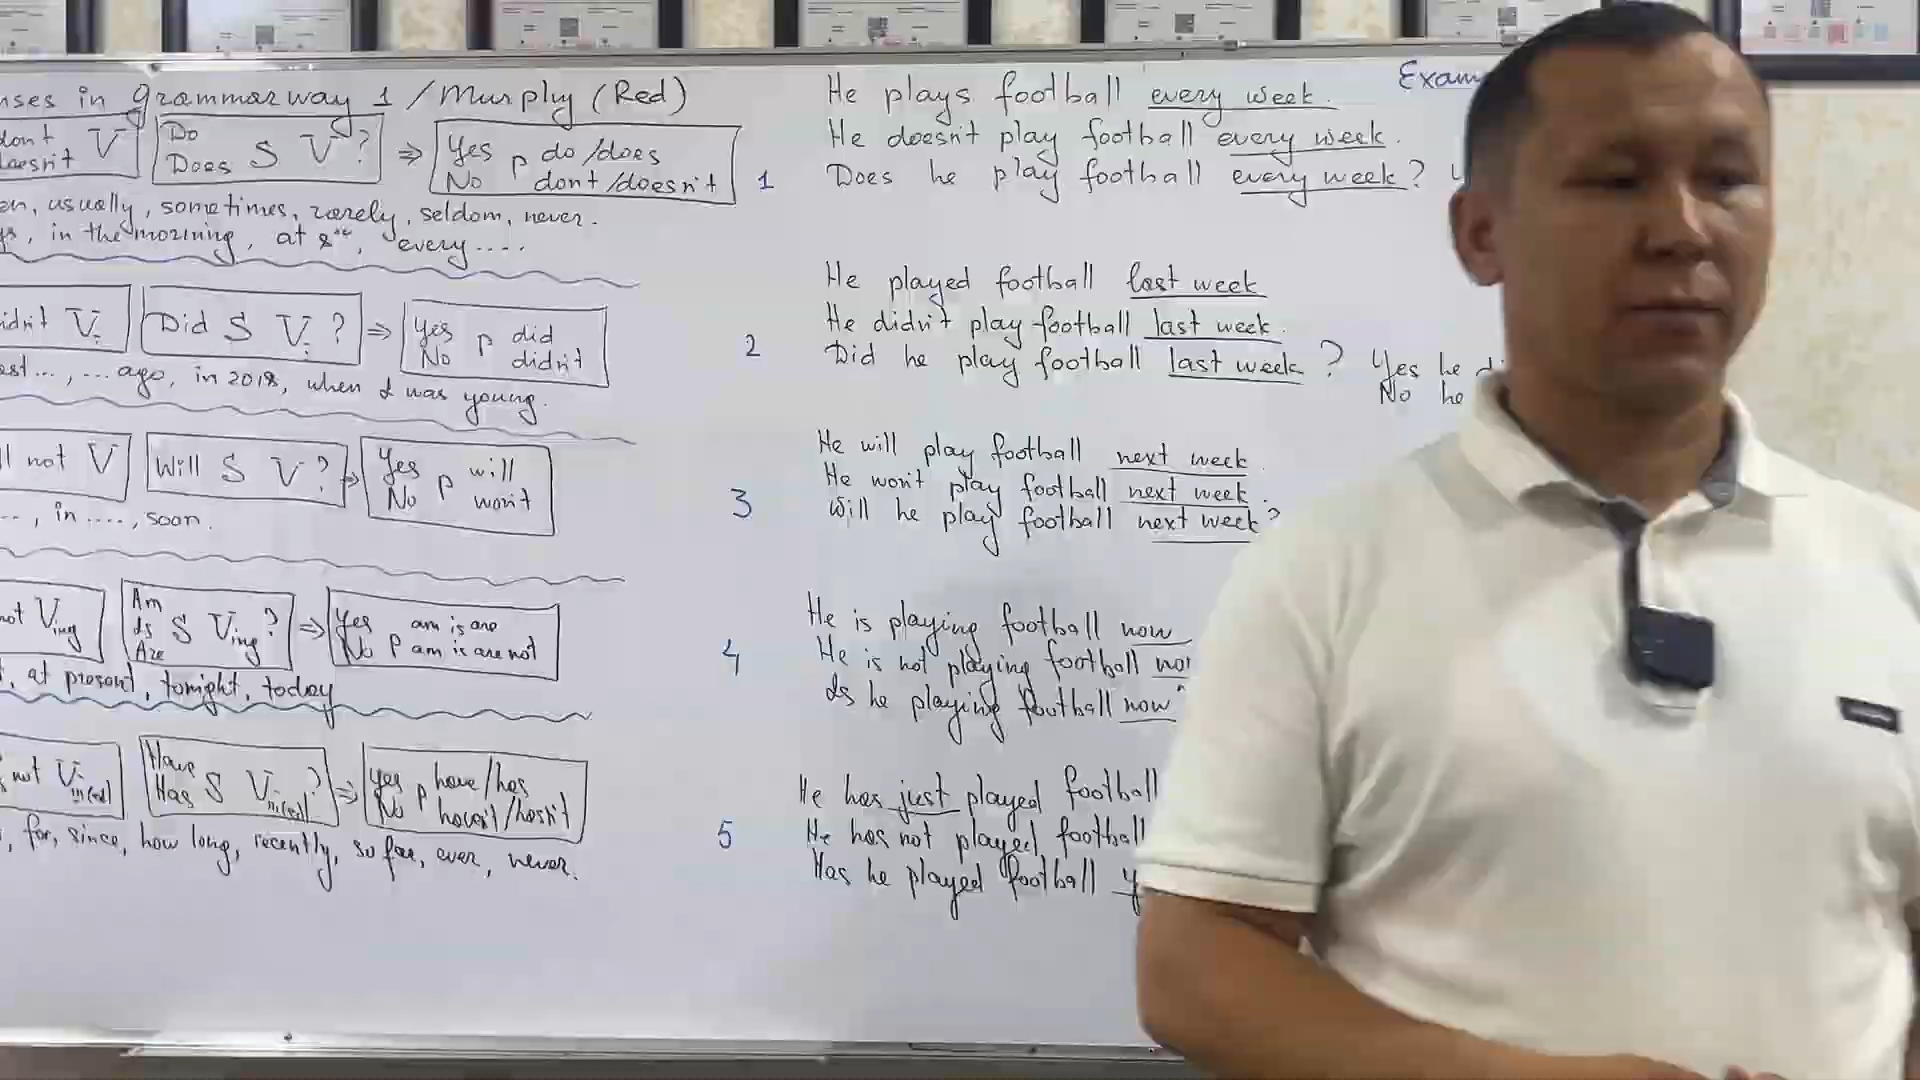 in Grammarway 1 / Murphy (Red)
dont
doesn't V
Do
Does S V ?
⇒
Yes
No p do/does
dont/doesn't
usually, sometimes, rarely, seldom, never.
in the morning, at 8, every....
V
Did S V ?
⇒
Yes
No p did
didn't
ago, in 2018, when I was young.
not V
Will S V ?
Yes
No p will
won't
in ...., soon.
not Ving
Am
Is
Are S Ving ?
⇒
Yes am is are
No p am is are not
at present, tonight, today
not V III(ed)
Have
Has S V III(ed) ?
⇒
Yes
No p have/has
haven't/hasn't
for, since, how long, recently, so far, ever, never.
1
He plays football every week.
He doesn't play football every week.
Does he play football every week?
2
He played football last week
He didn't play football last week.
Did he play football last week ?
Yes he
No he
3
He will play football next week.
He won't play football next week.
Will he play football next week?
4
He is playing football now
He is not playing football
Is he playing football now
5
He has just played football
He has not played football
Has he played football